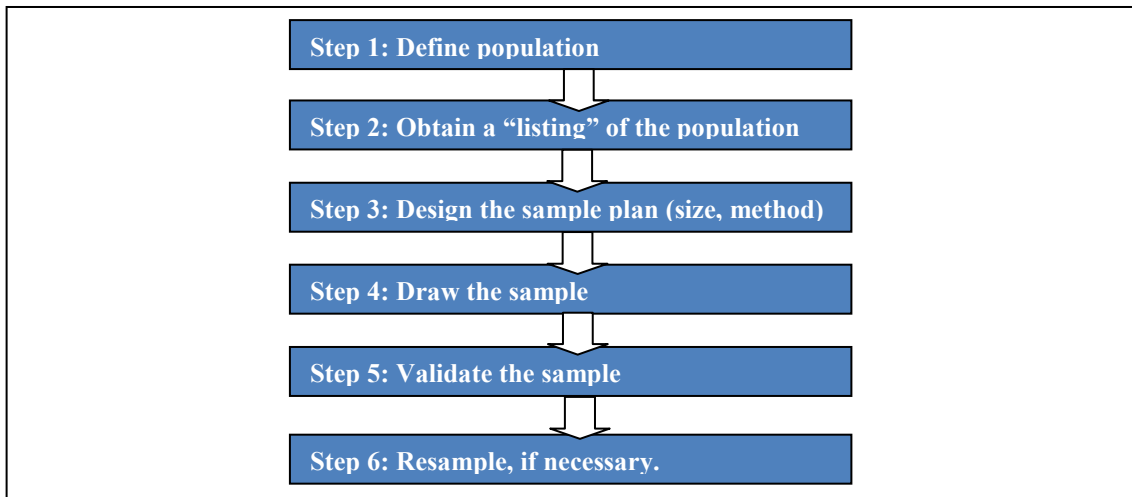 Step 1: Define population
Step 2: Obtain a “listing” of the population
Step 3: Design the sample plan (size, method)
Step 4: Draw the sample
Step 5: Validate the sample
Step 6: Resample, if necessary.